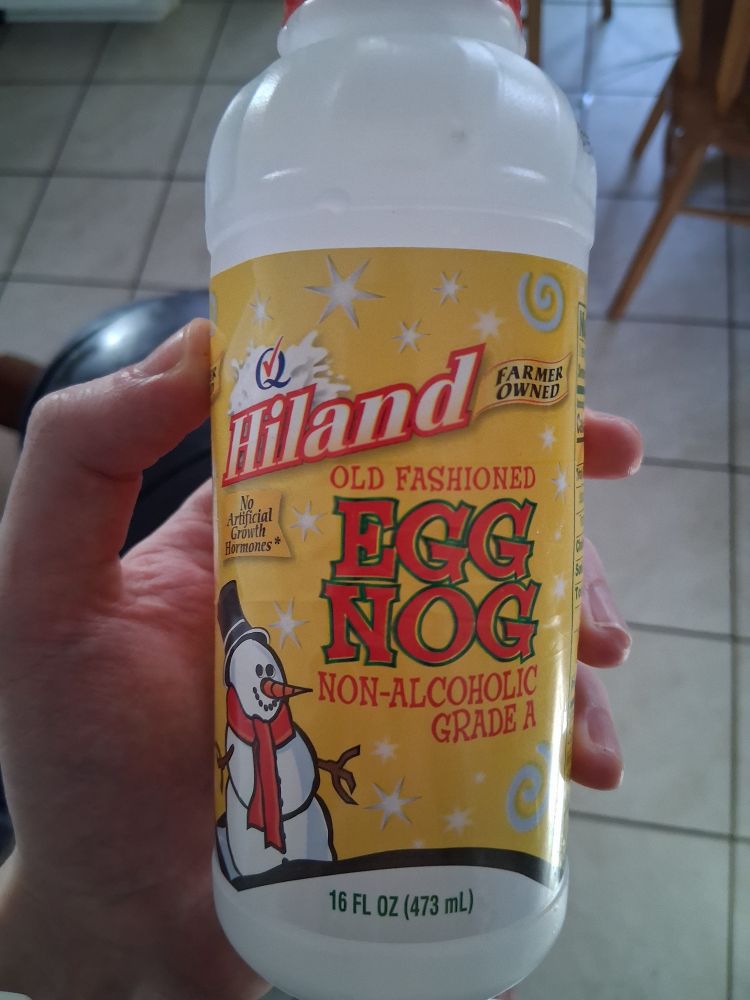 Hiland
FARMER
OWNED
OLD FASHIONED
EGG
NOG
No
Artificial
Growth
Hormones*
NON-ALCOHOLIC
GRADE A
16 FL OZ (473 mL)